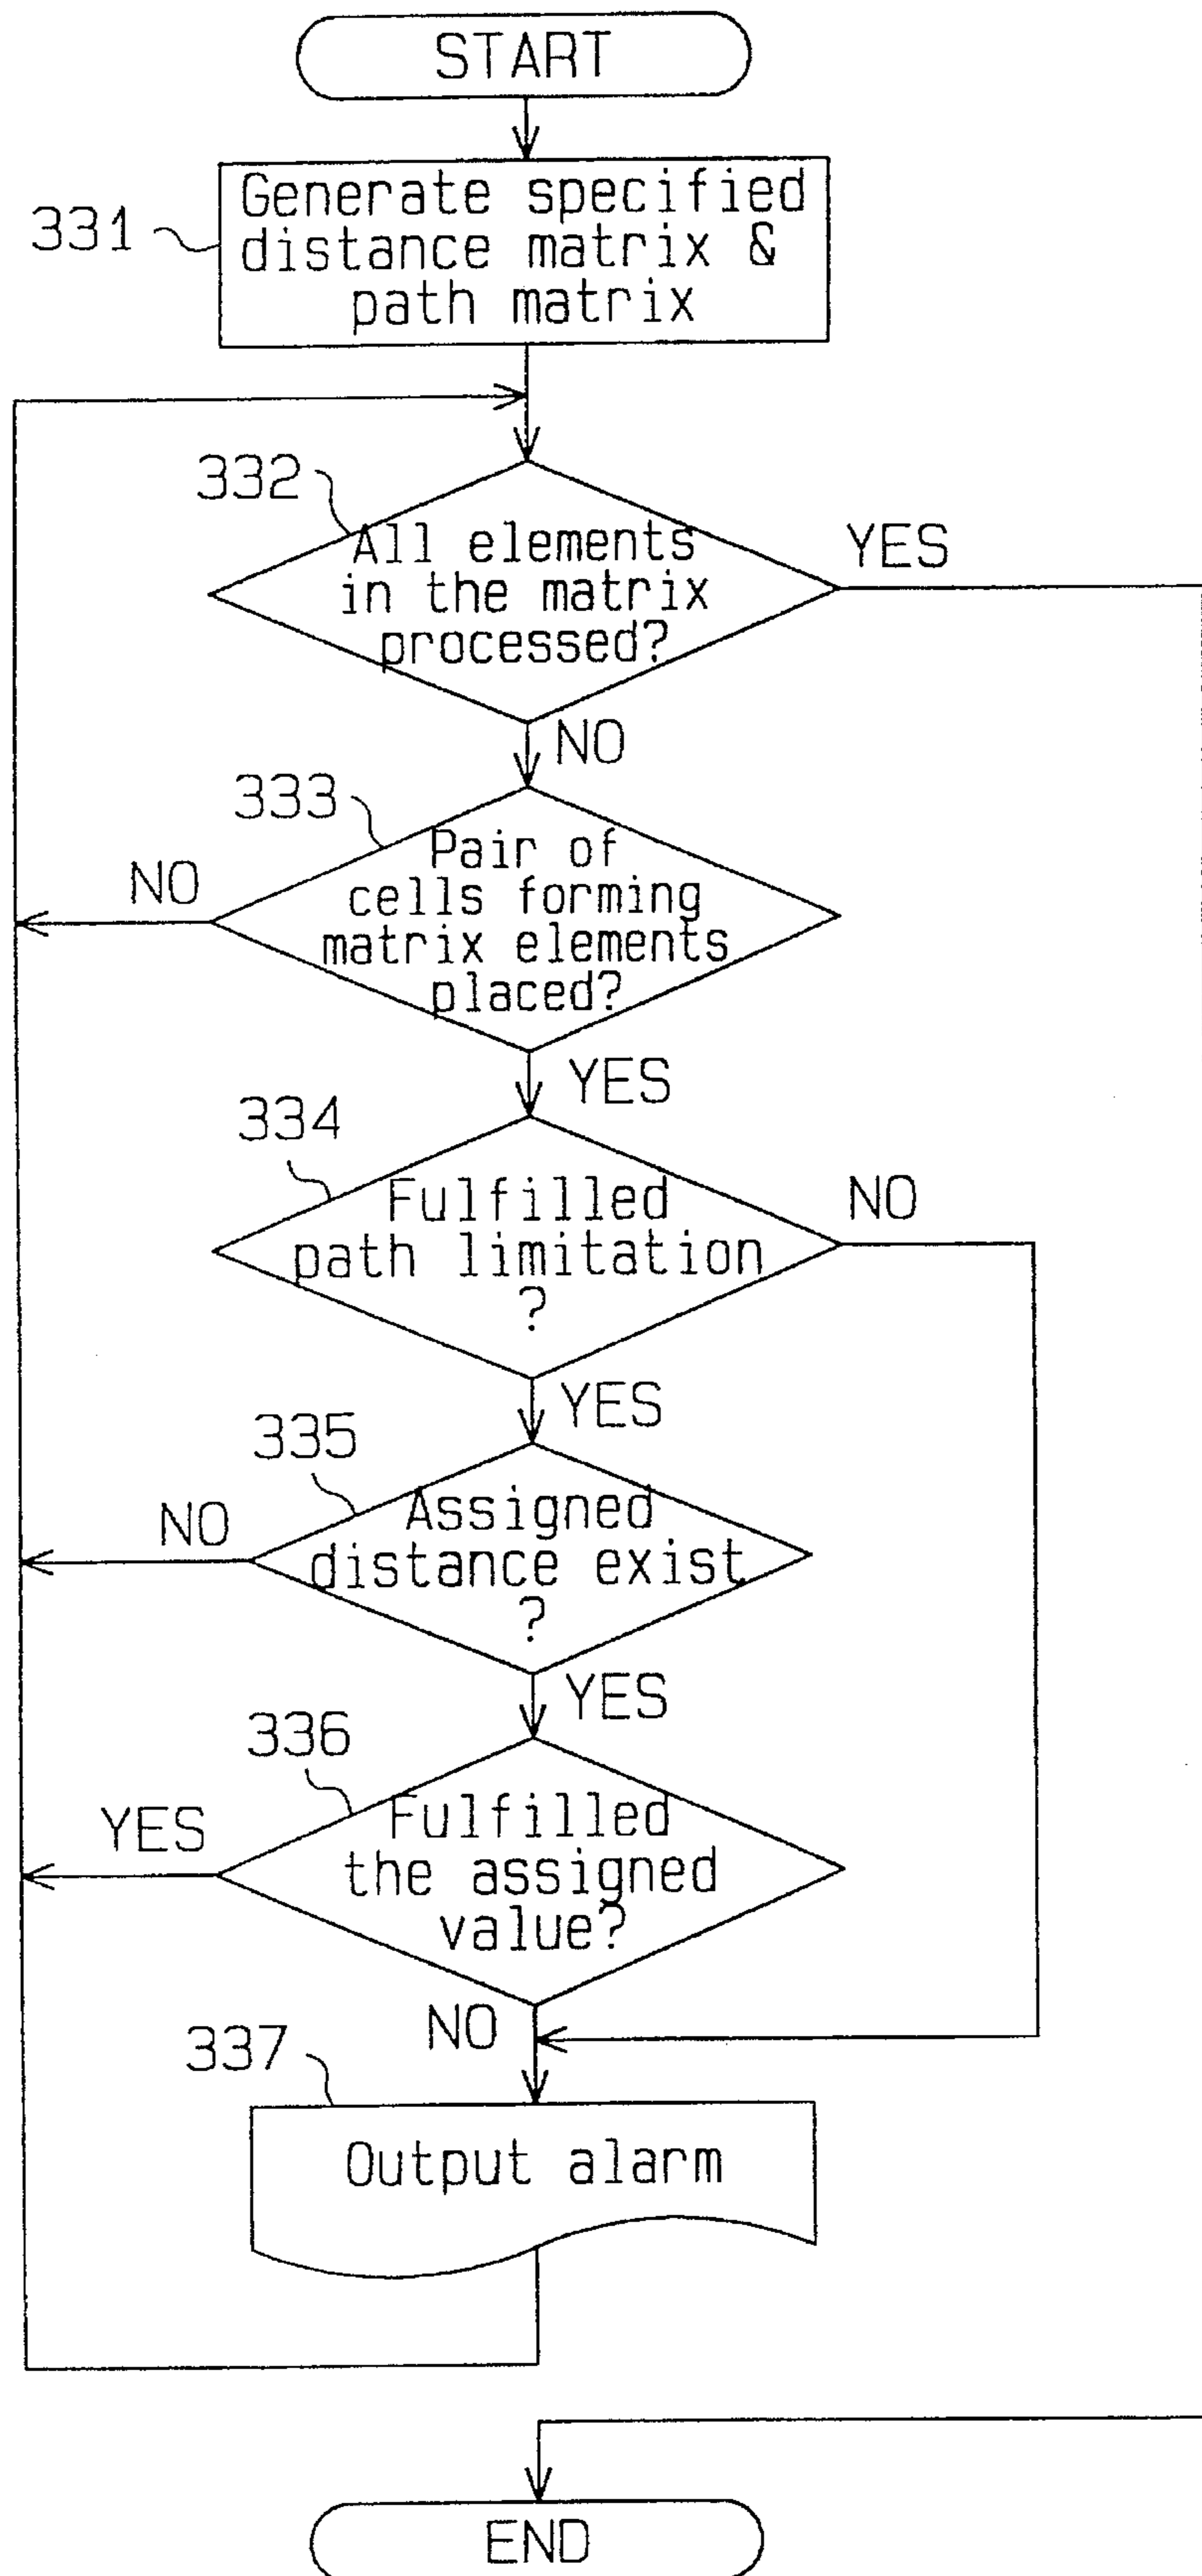 START
331
Generate specified
distance matrix &
path matrix
332
All elements
in the matrix
processed?
YES
NO
333
Pair of
cells forming
matrix elements
placed?
NO
YES
334
Fulfilled
path limitation
?
NO
YES
335
Assigned
distance exist
?
NO
YES
336
Fulfilled
the assigned
value?
YES
NO
337
Output alarm
END